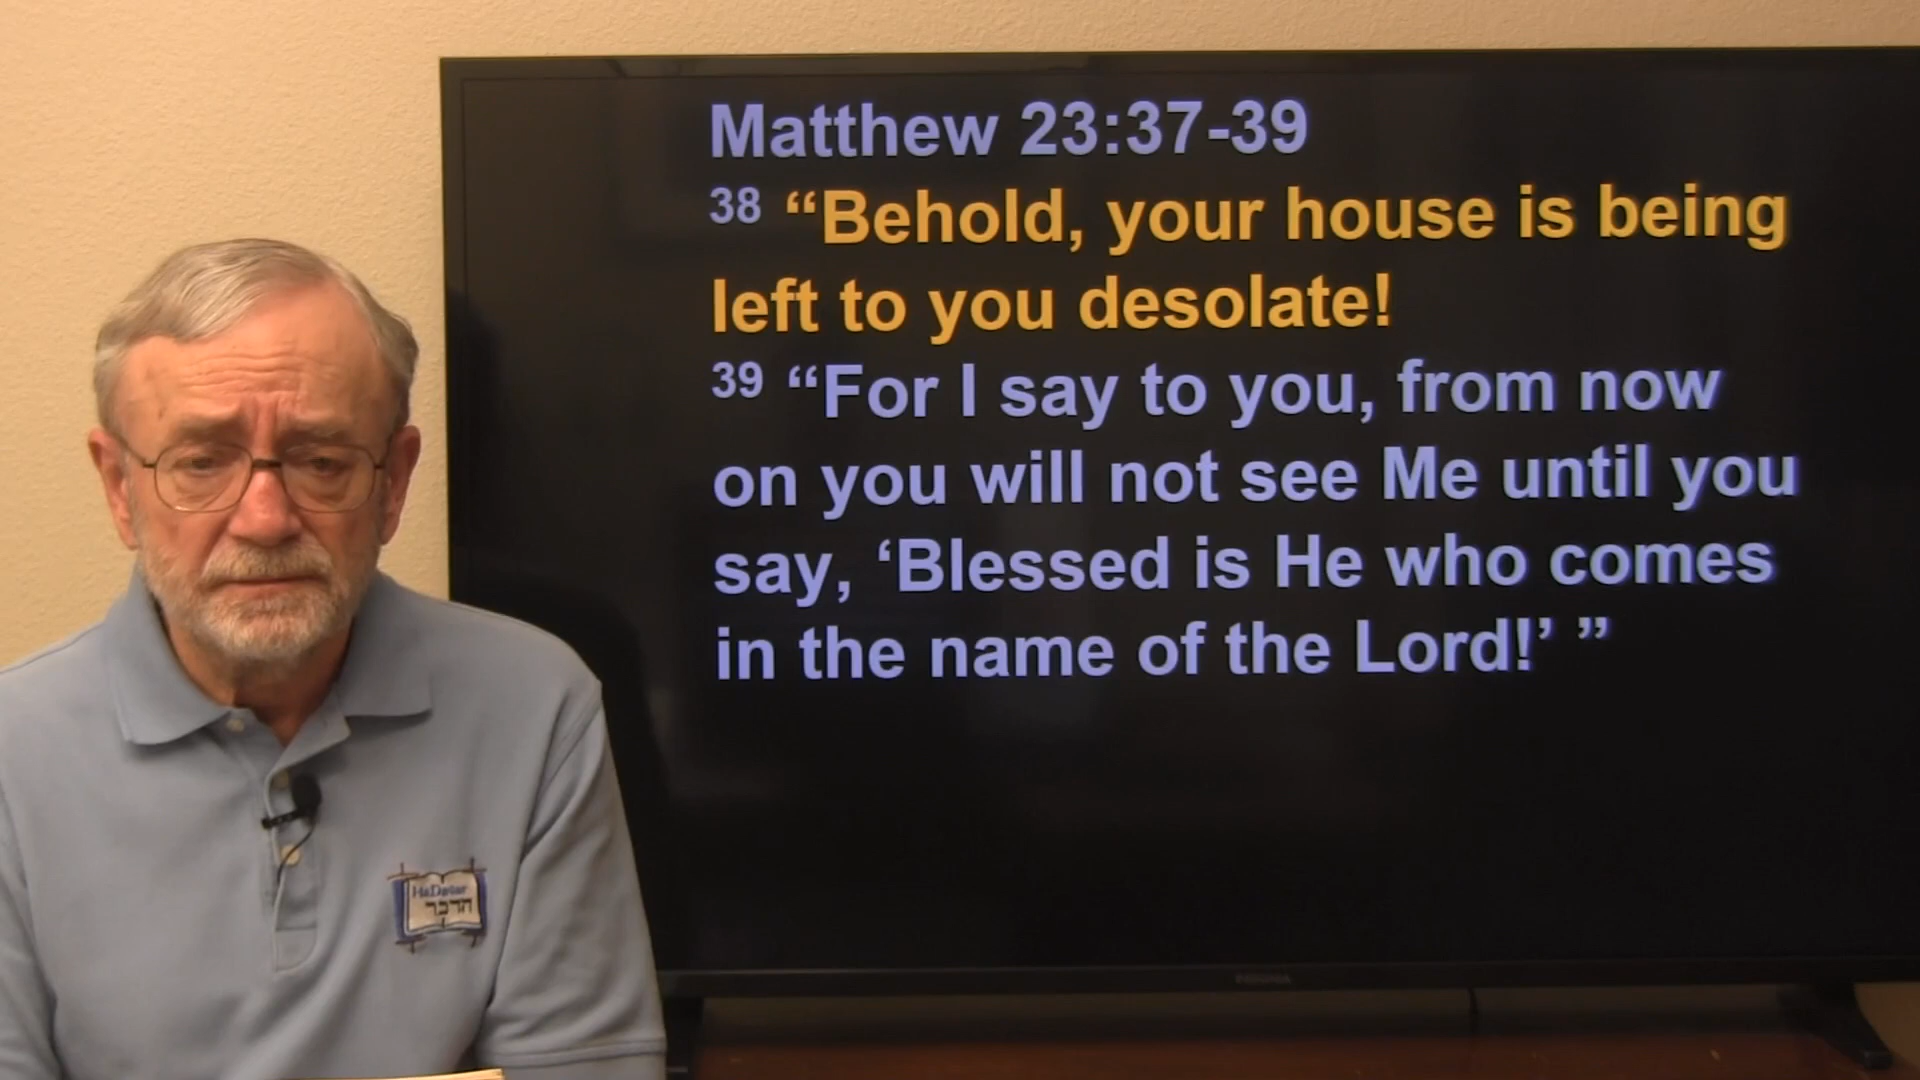 Matthew 23:37-39
38 “Behold, your house is being
left to you desolate!
39 “For I say to you, from now
on you will not see Me until you
say, ‘Blessed is He who comes
in the name of the Lord!’ ”
HaDavar
הדבר